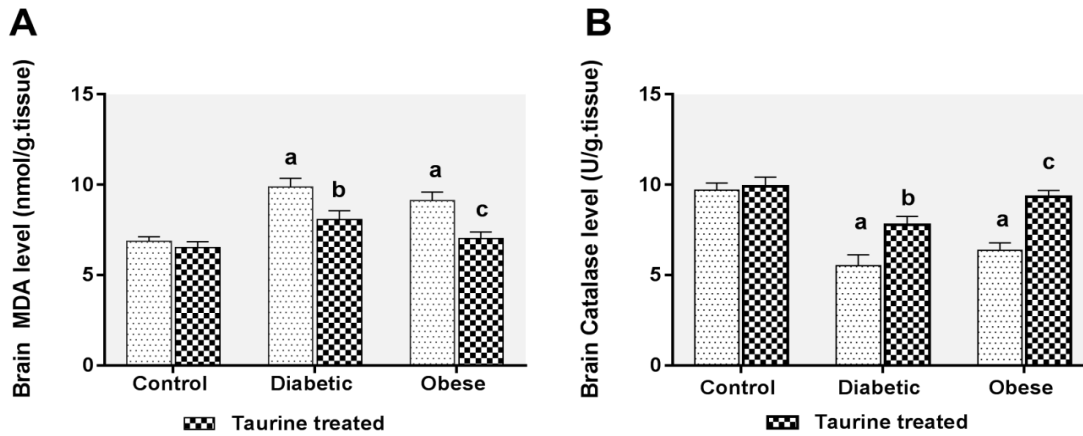 A
Brain MDA level (nmol/g.tissue)
15
10
5
0
a
b
a
c
Control Diabetic Obese
Taurine treated
B
Brain Catalase level (U/g.tissue)
15
10
5
0
a
b
a
c
Control Diabetic Obese
Taurine treated